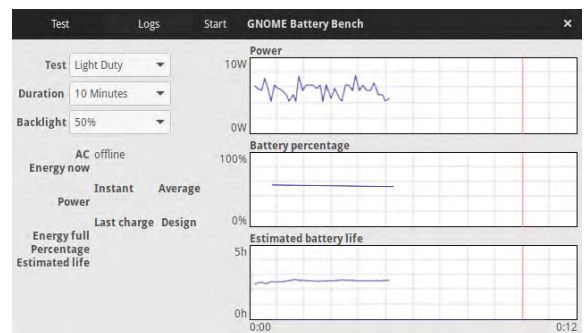 Test Logs Start GNOME Battery Bench ×
Test Light Duty
Duration 10 Minutes
Backlight 50%
AC offline
Energy now
Instant Average
Power
Last charge Design
Energy full
Percentage
Estimated life
Power
10W
0W
Battery percentage
100%
0%
Estimated battery life
5h
0h
0:00 0:12